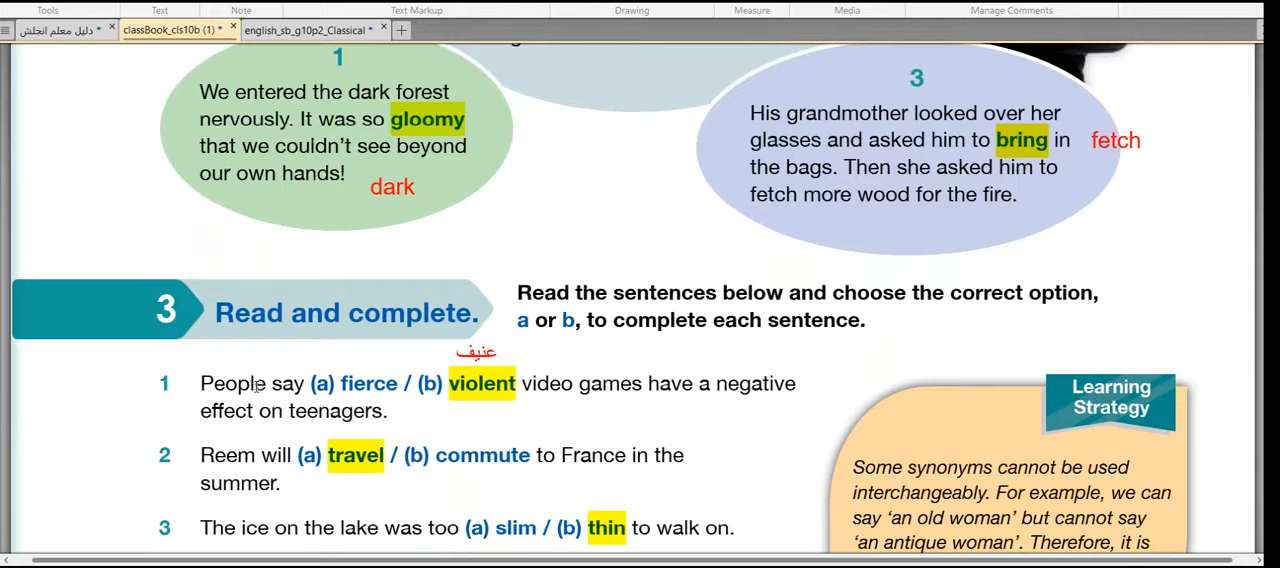 Tools Text Note Text Markup Drawing Measure Media Manage Comments
دليل معلم انجلش * × classBook_cls10b (1) * × english_sb_g10p2_Classical * × +
1
We entered the dark forest
nervously. It was so gloomy
that we couldn't see beyond
our own hands!
dark
3
His grandmother looked over her
glasses and asked him to bring in fetch
the bags. Then she asked him to
fetch more wood for the fire.
3 Read and complete.
Read the sentences below and choose the correct option,
a or b, to complete each sentence.
عنيف
1 People say (a) fierce / (b) violent video games have a negative
effect on teenagers.
2 Reem will (a) travel / (b) commute to France in the
summer.
3 The ice on the lake was too (a) slim / (b) thin to walk on.
Learning
Strategy
Some synonyms cannot be used
interchangeably. For example, we can
say 'an old woman' but cannot say
'an antique woman'. Therefore, it is